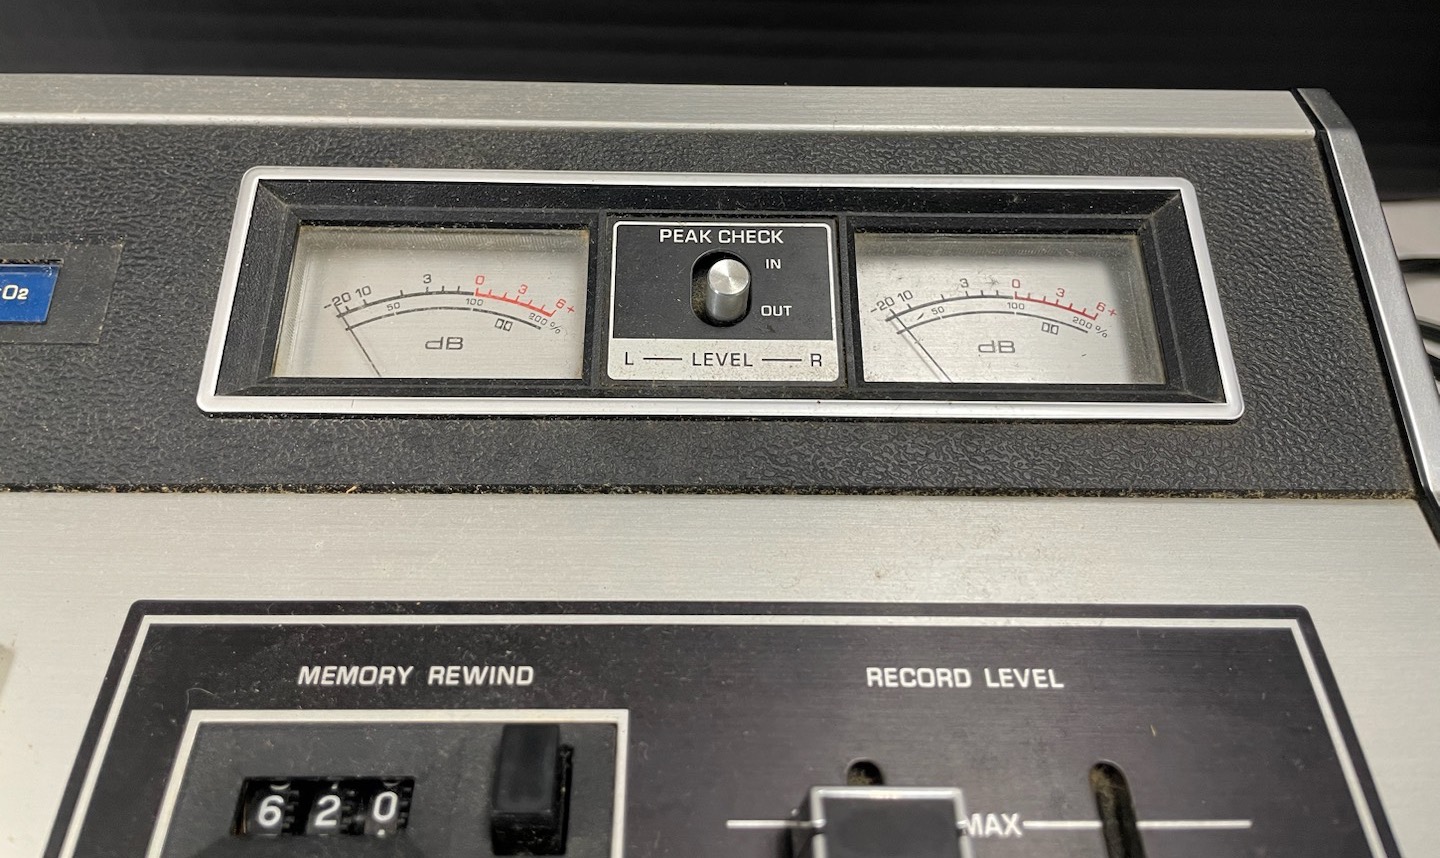 PEAK CHECK
IN
OUT
L — LEVEL — R
-20 10 3 0 3 6+
50 100 200 %
dB
-20 10 3 0 3 6+
50 100 200 %
dB
O2
MEMORY REWIND
RECORD LEVEL
620
MAX